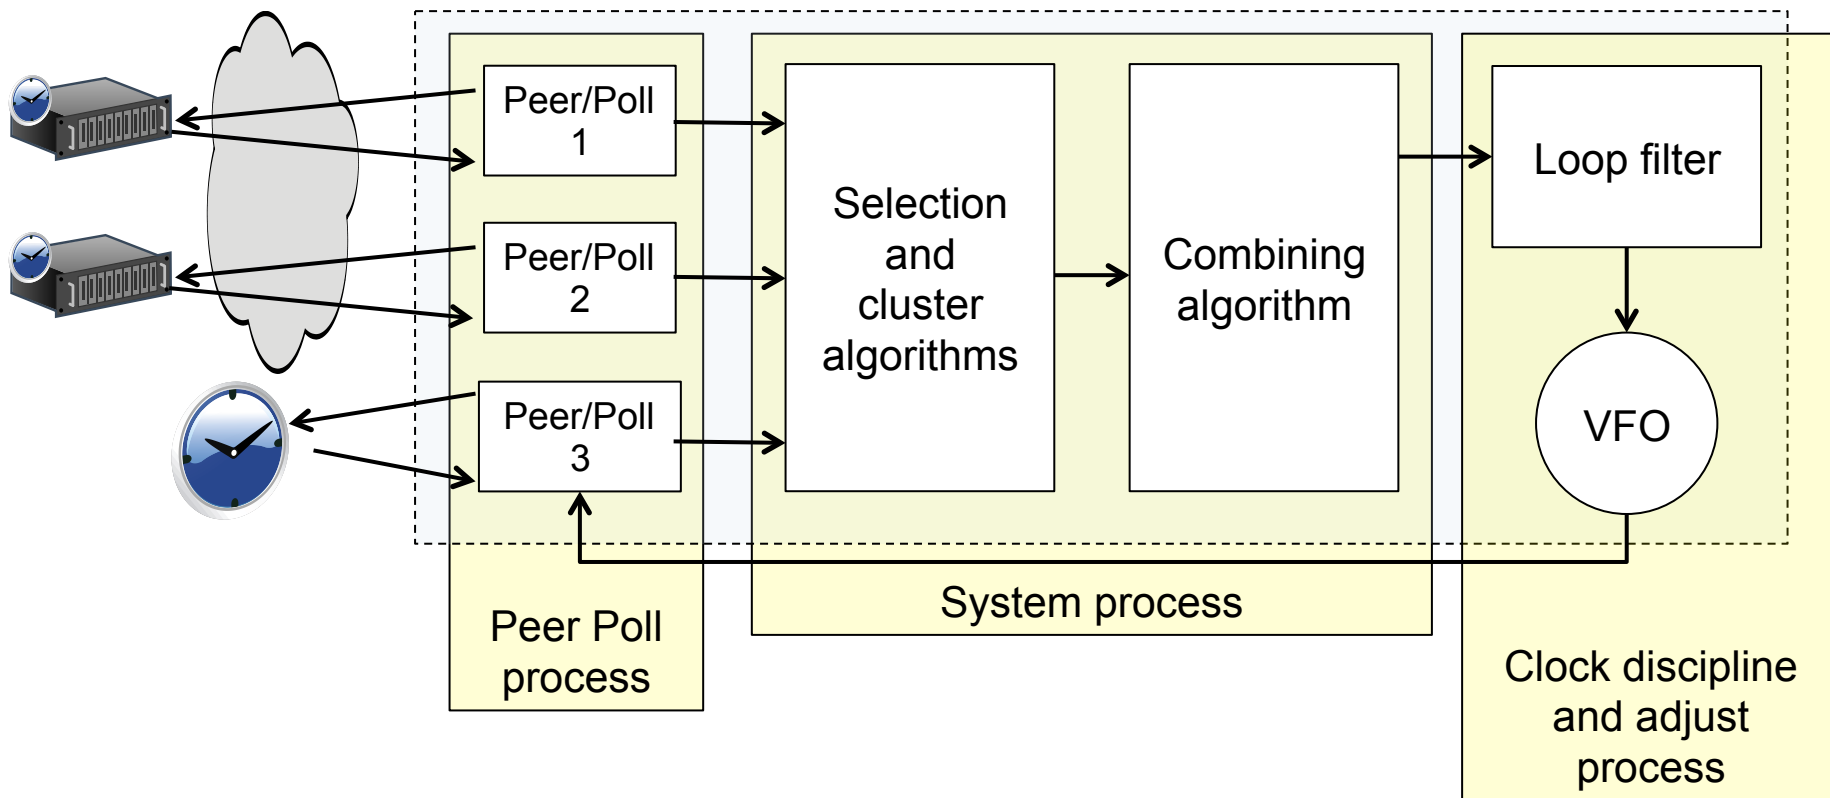 Peer/Poll
1
Peer/Poll
2
Peer/Poll
3
Selection
and
cluster
algorithms
Combining
algorithm
Loop filter
VFO
Peer Poll
process
System process
Clock discipline
and adjust
process